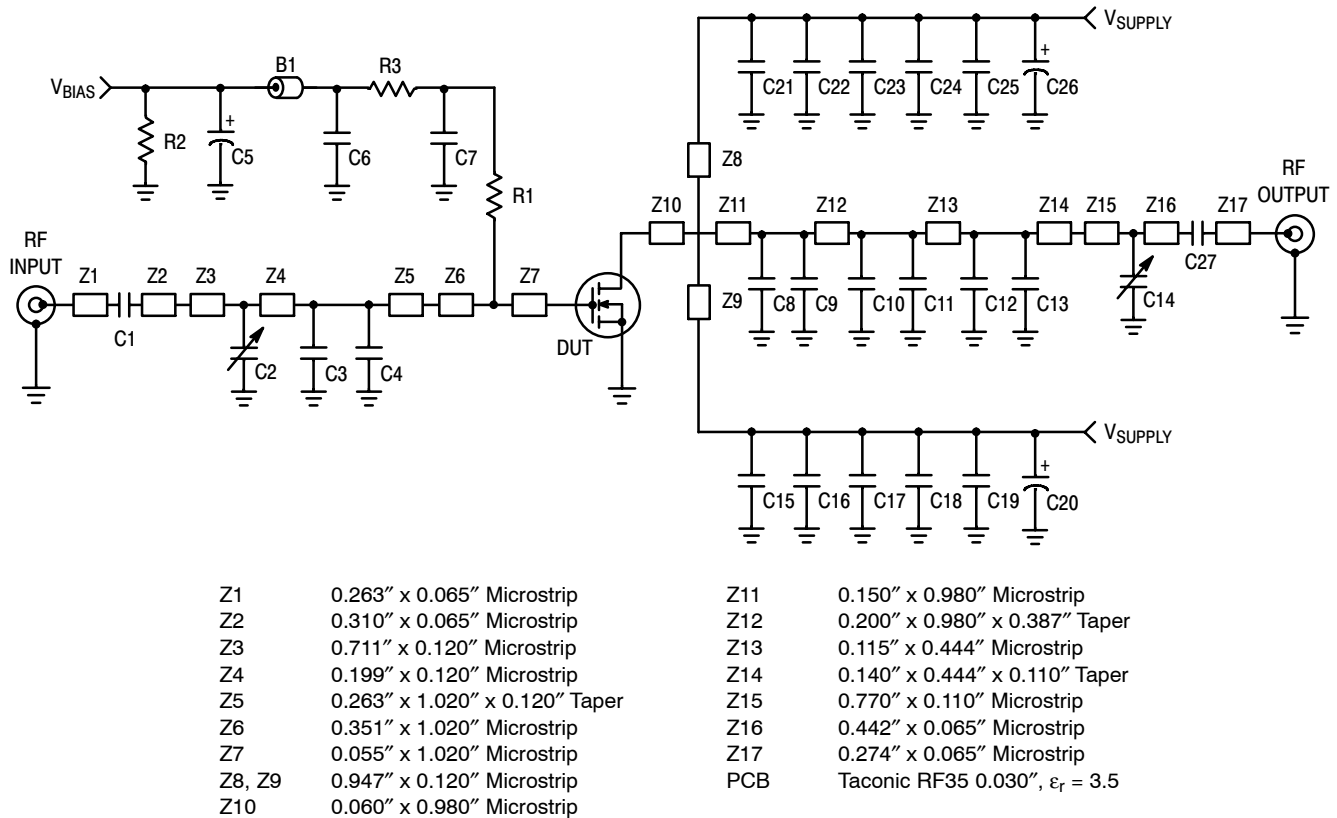 V_SUPPLY
B1
R3
V_BIAS
+
C21 C22 C23 C24 C25 C26
R2
+
C5
C6
C7
Z8
R1
RF
OUTPUT
Z10 Z11 Z12 Z13 Z14 Z15 Z16 Z17
RF
INPUT
Z1 Z2 Z3 Z4 Z5 Z6 Z7
C27
Z9
C8 C9 C10 C11 C12 C13 C14
C1
DUT
C2 C3 C4
V_SUPPLY
+
C15 C16 C17 C18 C19 C20
Z1 0.263″ x 0.065″ Microstrip
Z2 0.310″ x 0.065″ Microstrip
Z3 0.711″ x 0.120″ Microstrip
Z4 0.199″ x 0.120″ Microstrip
Z5 0.263″ x 1.020″ x 0.120″ Taper
Z6 0.351″ x 1.020″ Microstrip
Z7 0.055″ x 1.020″ Microstrip
Z8, Z9 0.947″ x 0.120″ Microstrip
Z10 0.060″ x 0.980″ Microstrip
Z11 0.150″ x 0.980″ Microstrip
Z12 0.200″ x 0.980″ x 0.387″ Taper
Z13 0.115″ x 0.444″ Microstrip
Z14 0.140″ x 0.444″ x 0.110″ Taper
Z15 0.770″ x 0.110″ Microstrip
Z16 0.442″ x 0.065″ Microstrip
Z17 0.274″ x 0.065″ Microstrip
PCB Taconic RF35 0.030″, εr = 3.5